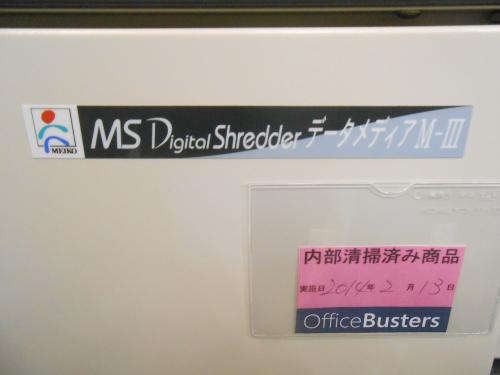 MEIKO
MS Digital Shredder データメディアM-III
内部清掃済み商品
実施日 2014年 2月 13日
OfficeBusters